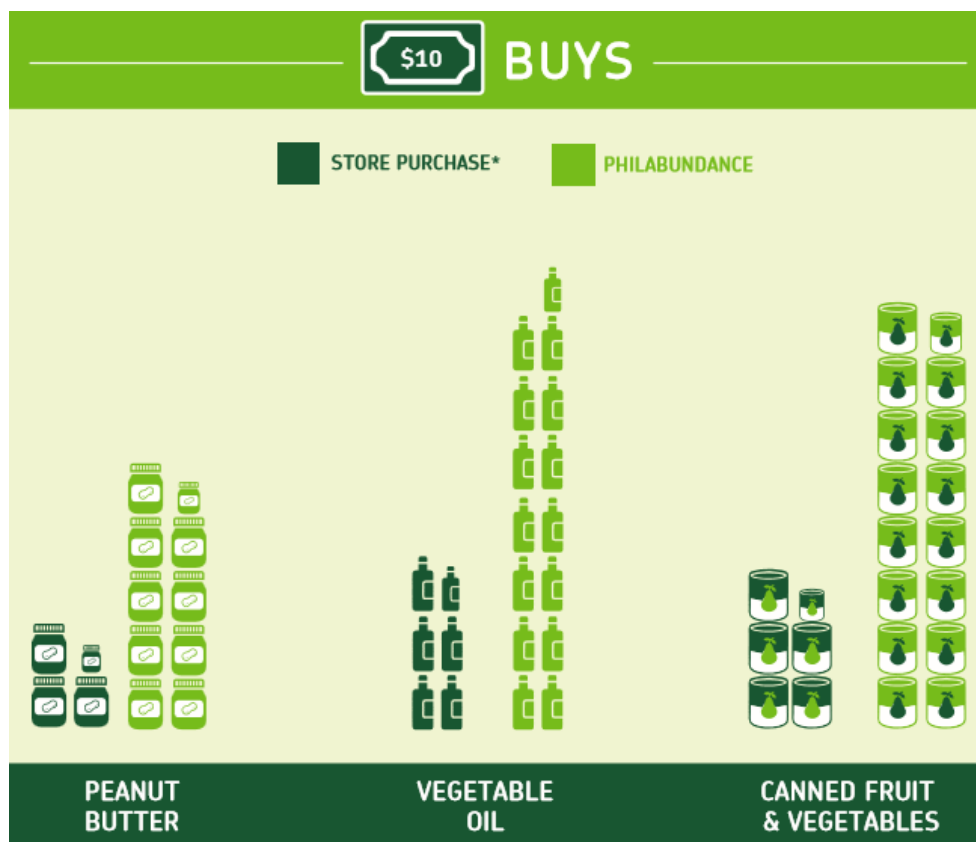 $10 BUYS
STORE PURCHASE*
PHILABUNDANCE
PEANUT
BUTTER
VEGETABLE
OIL
CANNED FRUIT
& VEGETABLES